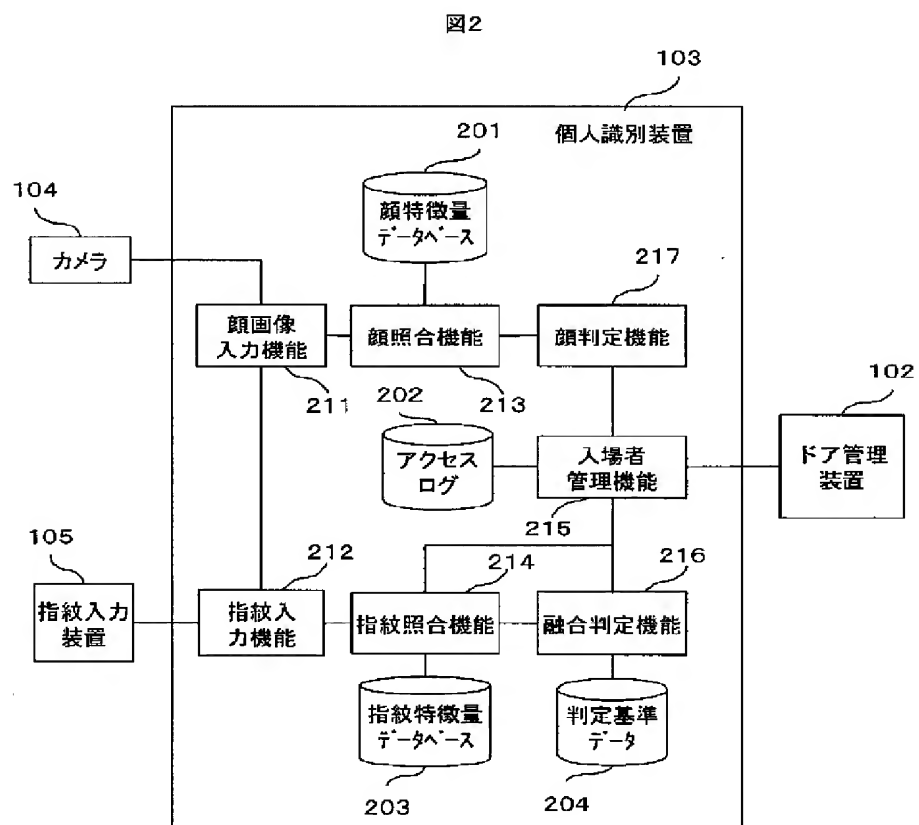 図2
103
個人識別装置
201
顔特徴量
データベース
104
カメラ
217
顔画像
入力機能
顔照合機能
顔判定機能
211
213
202
102
アクセス
ログ
入場者
管理機能
ドア管理
装置
215
105
212
214
216
指紋入力
装置
指紋入
力機能
指紋照合機能
融合判定機能
指紋特徴量
データベース
判定基準
データ
203
204